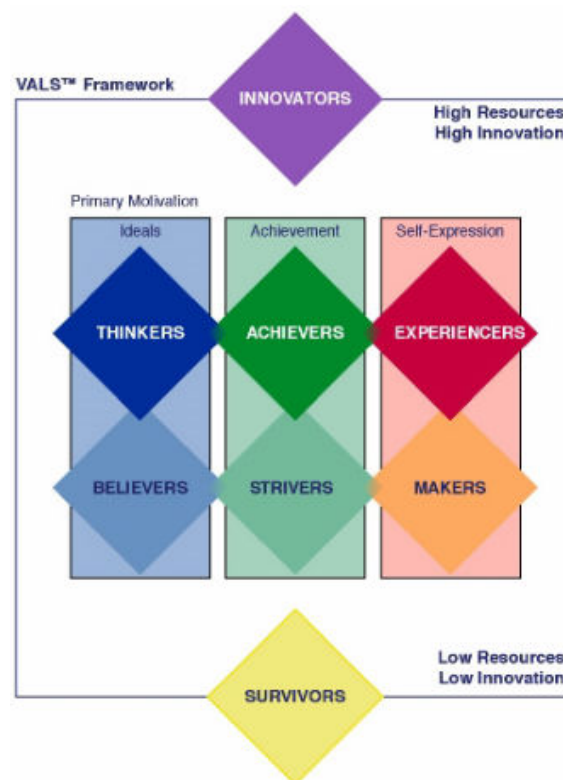 VALS™ Framework
INNOVATORS
High Resources
High Innovation
Primary Motivation
Ideals
Achievement
Self-Expression
THINKERS
ACHIEVERS
EXPERIENCERS
BELIEVERS
STRIVERS
MAKERS
Low Resources
Low Innovation
SURVIVORS